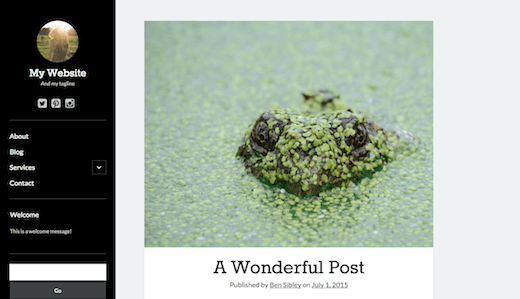 My Website
And my tagline
About
Blog
Services
Contact
Welcome
This is a welcome message!
Go
A Wonderful Post
Published by Ben Sibley on July 1, 2015